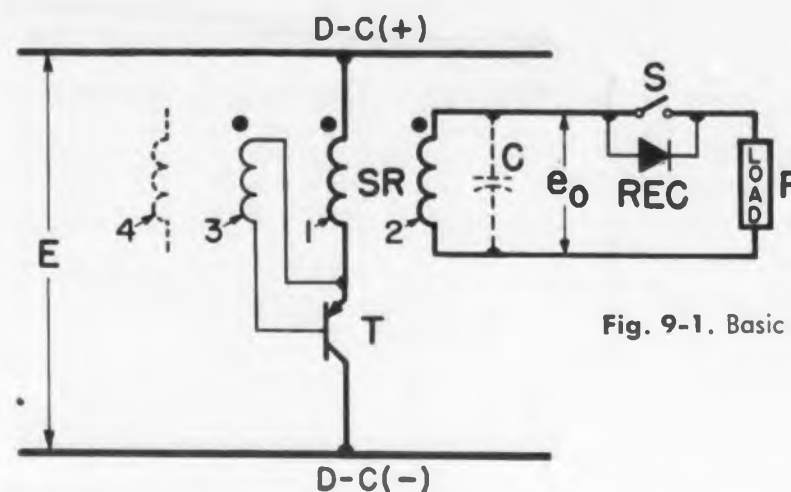 D-C(+)
S
C
e₀
REC
LOAD
SR
4
3
1
2
E
T
Fig. 9-1. Basic
D-C(-)